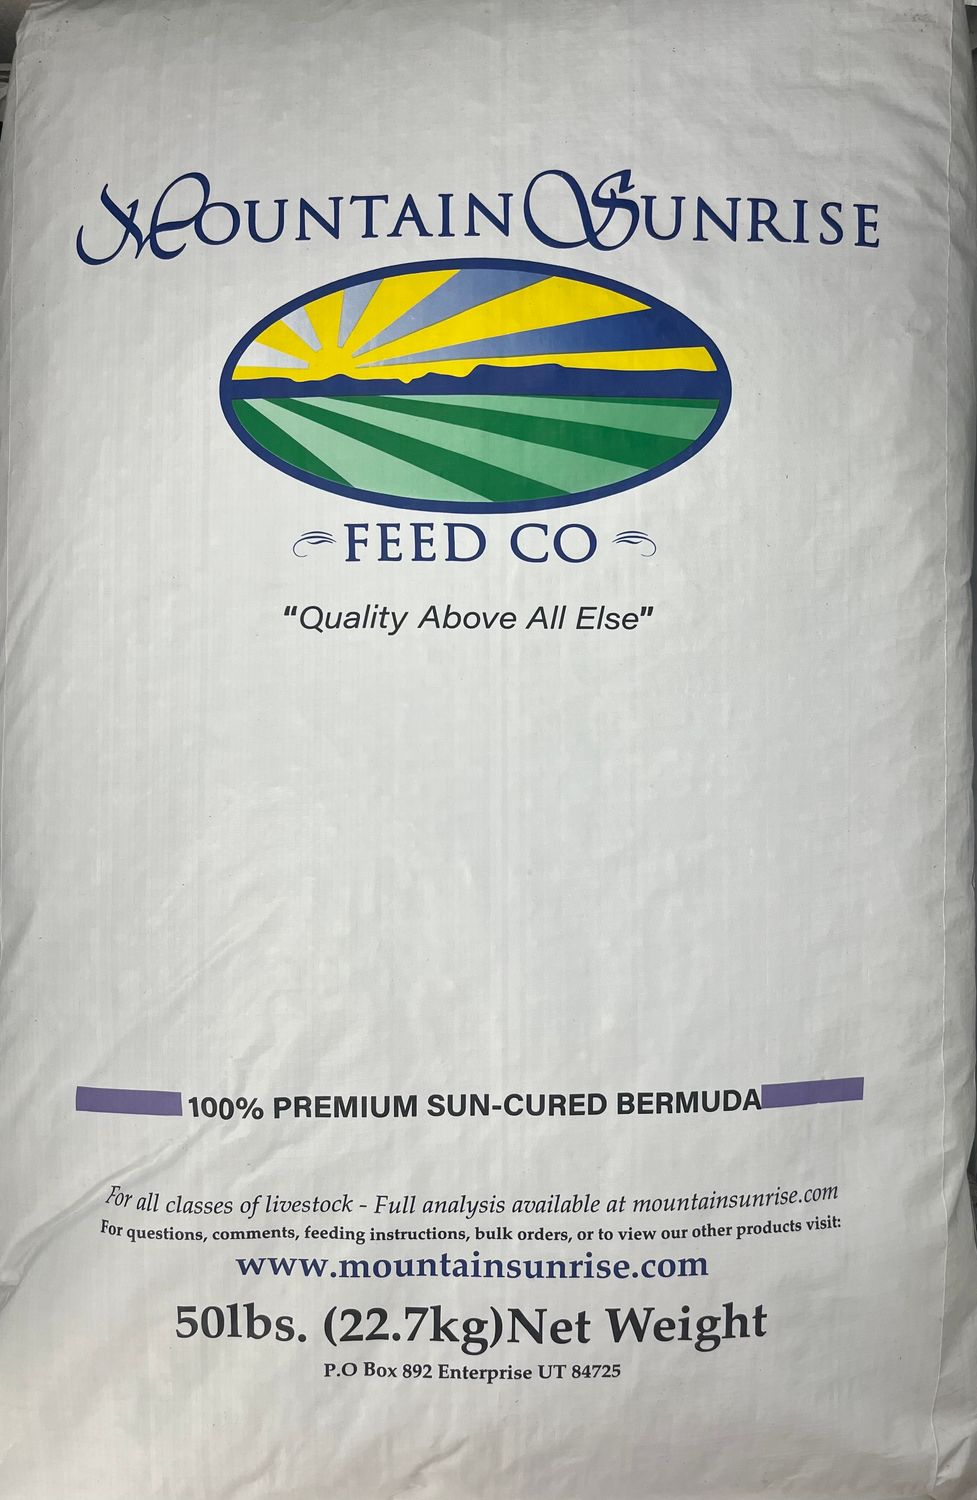 MOUNTAIN SUNRISE
FEED CO
"Quality Above All Else"
100% PREMIUM SUN-CURED BERMUDA
For all classes of livestock - Full analysis available at mountainsunrise.com
For questions, comments, feeding instructions, bulk orders, or to view our other products visit:
www.mountainsunrise.com
50lbs. (22.7kg)Net Weight
P.O Box 892 Enterprise UT 84725